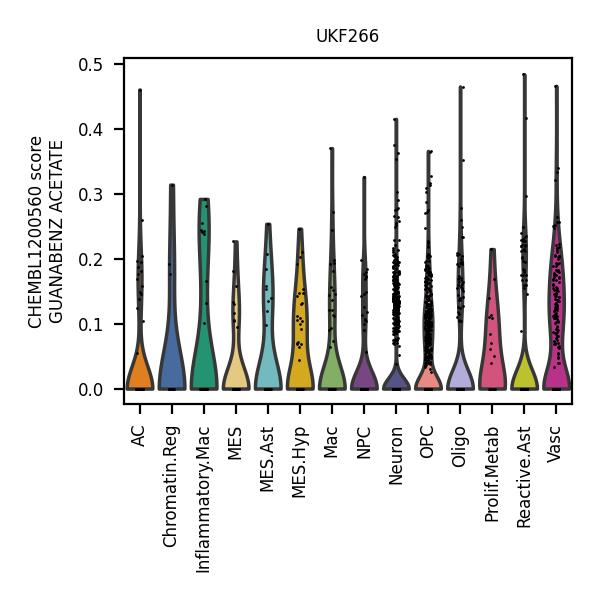 UKF266
CHEMBL1200560 score
GUANABENZ ACETATE
0.5
0.4
0.3
0.2
0.1
0.0
AC
Chromatin.Reg
Inflammatory.Mac
MES
MES.Ast
MES.Hyp
Mac
NPC
Neuron
OPC
Oligo
Prolif.Metab
Reactive.Ast
Vasc